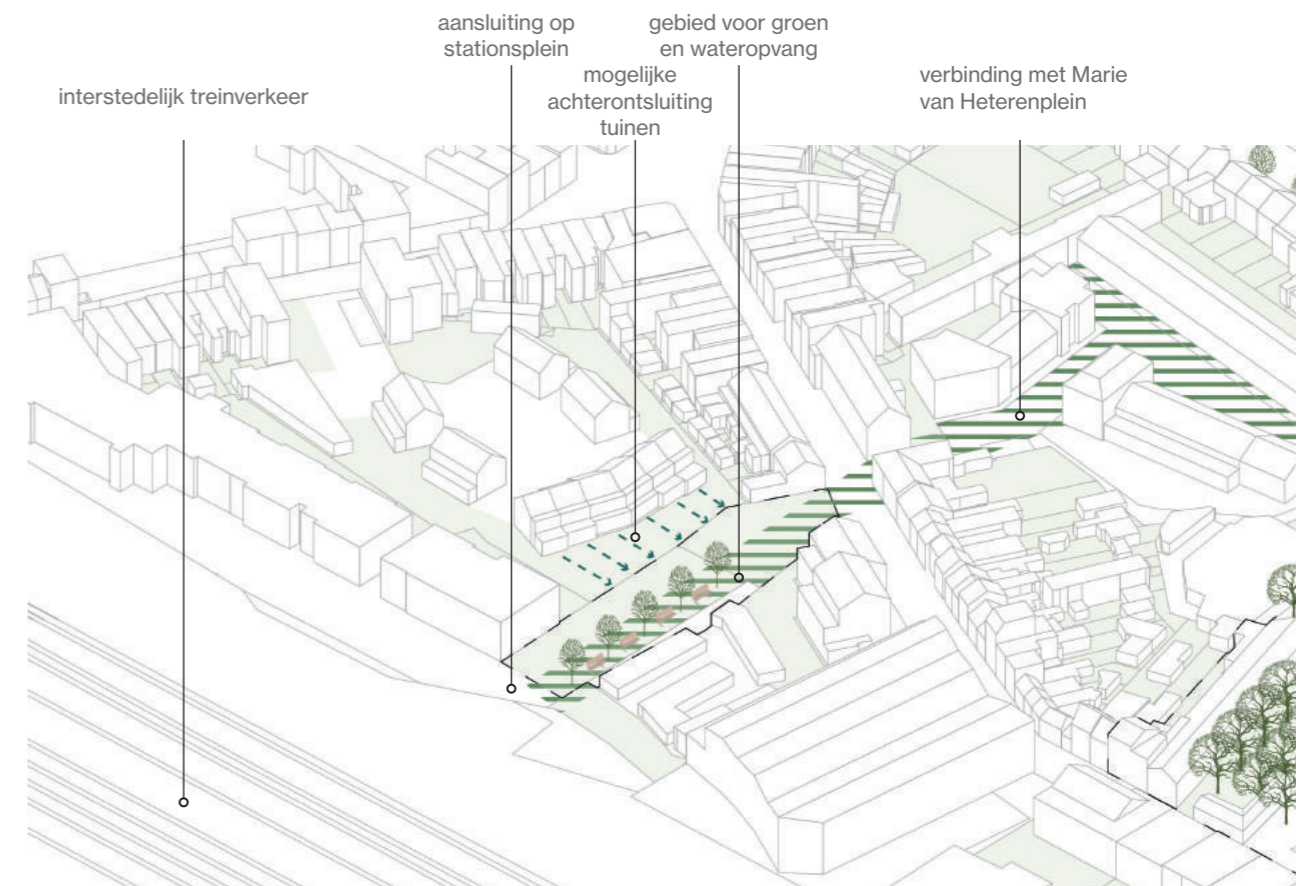 interstedelijk treinverkeer
aansluiting op
stationsplein
mogelijke
achterontsluiting
tuinen
gebied voor groen
en wateropvang
verbinding met Marie
van Heterenplein